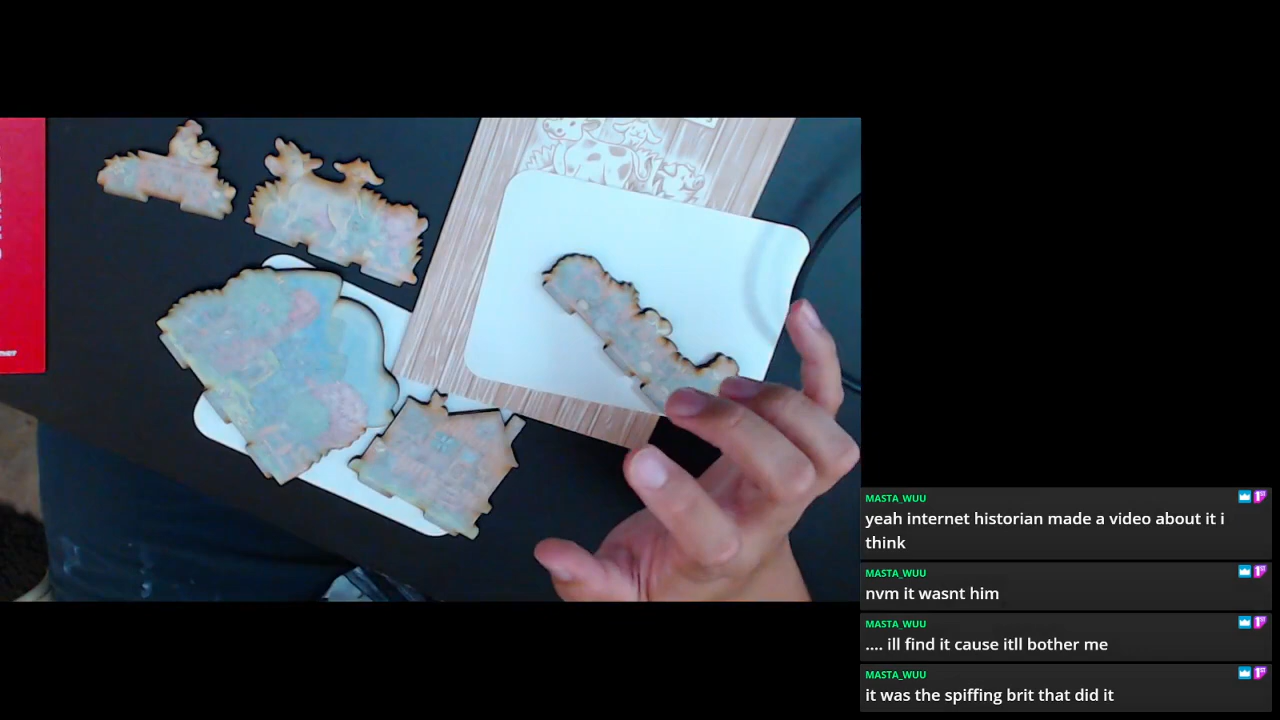 MASTA_WUU
yeah internet historian made a video about it i
think
MASTA_WUU
nvm it wasnt him
MASTA_WUU
.... ill find it cause itll bother me
MASTA_WUU
it was the spiffing brit that did it